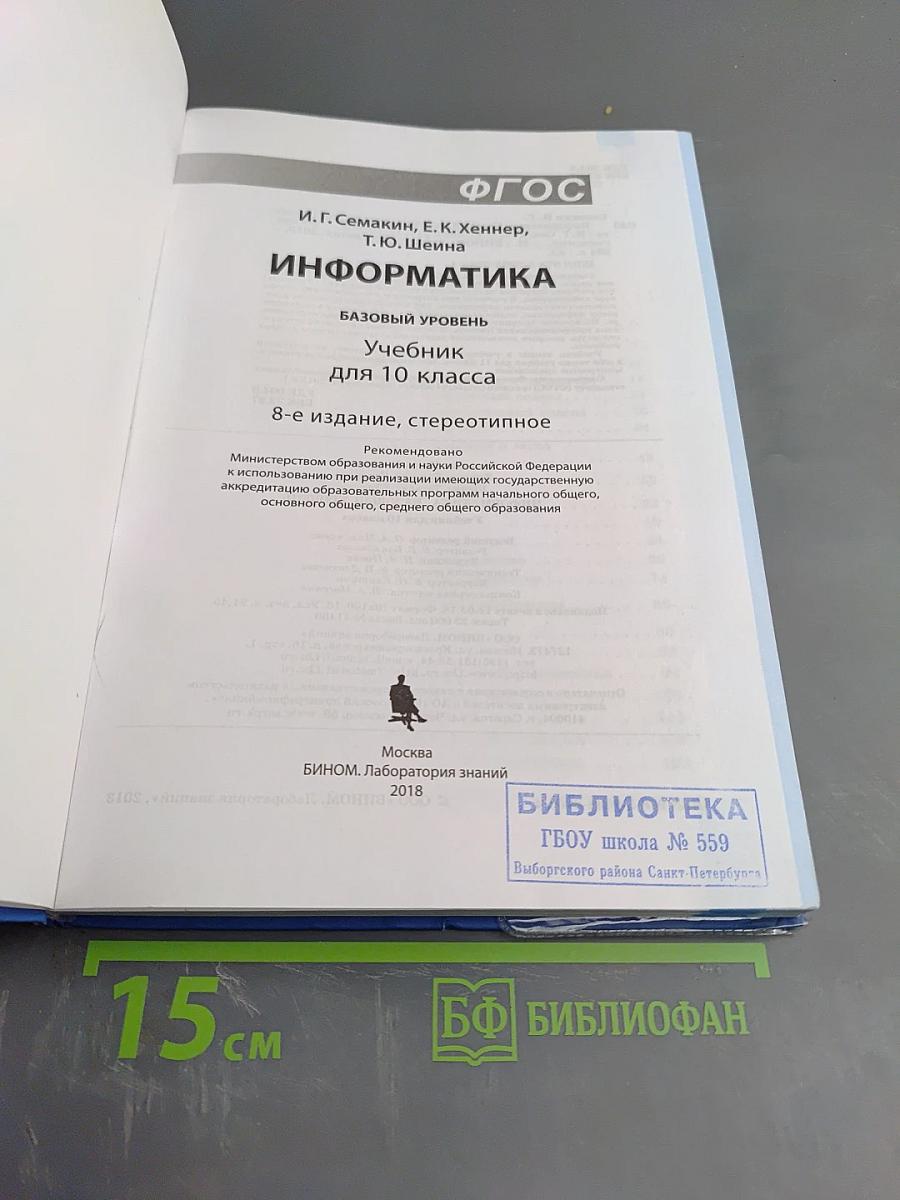 ФГОС
И. Г. Семакин, Е. К. Хеннер,
Т. Ю. Шеина
ИНФОРМАТИКА
БАЗОВЫЙ УРОВЕНЬ
Учебник
для 10 класса
8-е издание, стереотипное
Рекомендовано
Министерством образования и науки Российской Федерации
к использованию при реализации имеющих государственную
аккредитацию образовательных программ начального общего,
основного общего, среднего общего образования
Москва
БИНОМ. Лаборатория знаний
2018
БИБЛИОТЕКА
ГБОУ школа № 559
Выборгского района Санкт-Петербурга
15 см
БФ БИБЛИОФАН